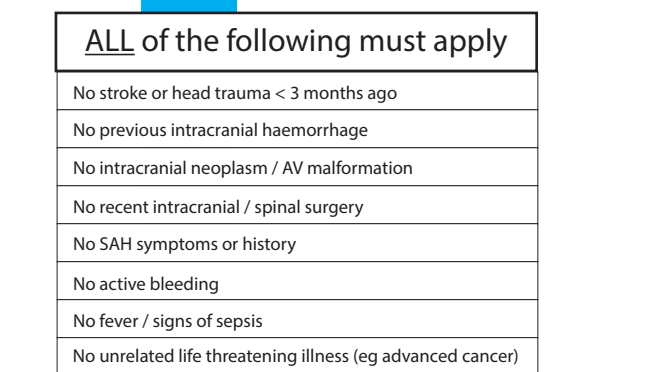 ALL of the following must apply
No stroke or head trauma < 3 months ago
No previous intracranial haemorrhage
No intracranial neoplasm / AV malformation
No recent intracranial / spinal surgery
No SAH symptoms or history
No active bleeding
No fever / signs of sepsis
No unrelated life threatening illness (eg advanced cancer)